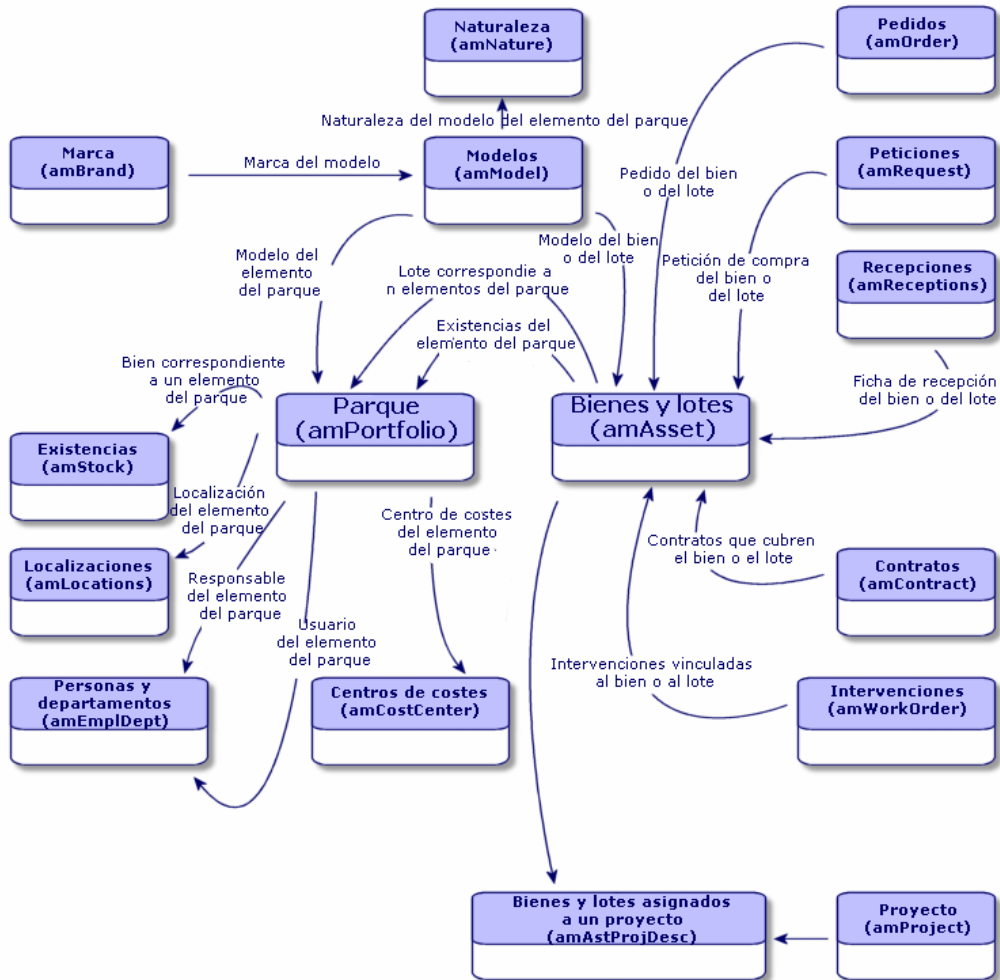 Naturaleza
(amNature)
Pedidos
(amOrder)
Naturaleza del modelo del elemento del parque
Marca
(amBrand)
Marca del modelo
Modelos
(amModel)
Peticiones
(amRequest)
Pedido del bien
o del lote
Modelo del
elemento
del parque
Lote correspondie a
n elementos del parque
Modelo del bien
o del lote
Petición de compra
del bien o
del lote
Recepciones
(amReceptions)
Existencias del
elemento del parque
Bien correspondiente
a un elemento
del parque
Ficha de recepción
del bien o del lote
Parque
(amPortfolio)
Bienes y lotes
(amAsset)
Existencias
(amStock)
Localización
del elemento
del parque
Centro de costes
del elemento
del parque
Contratos que cubren
el bien o el lote
Localizaciones
(amLocations)
Responsable
del elemento
del parque
Contratos
(amContract)
Usuario
del elemento
del parque
Intervenciones vinculadas
al bien o al lote
Personas y
departamentos
(amEmplDept)
Centros de costes
(amCostCenter)
Intervenciones
(amWorkOrder)
Bienes y lotes asignados
a un proyecto
(amAstProjDesc)
Proyecto
(amProject)